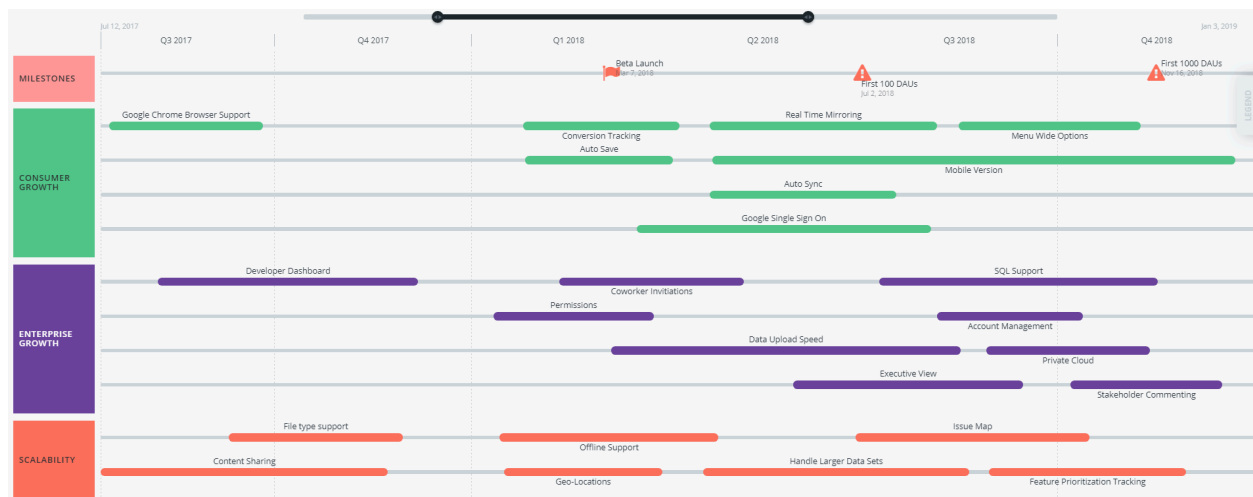 Jul 12, 2017
Jan 3, 2019
Q3 2017
Q4 2017
Q1 2018
Q2 2018
Q3 2018
Q4 2018
MILESTONES
Beta Launch
Mar 7, 2018
First 100 DAUs
Jul 2, 2018
First 1000 DAUs
Nov 16, 2018
LEGEND
CONSUMER
GROWTH
Google Chrome Browser Support
Conversion Tracking
Real Time Mirroring
Menu Wide Options
Auto Save
Mobile Version
Auto Sync
Google Single Sign On
ENTERPRISE
GROWTH
Developer Dashboard
Coworker Invitiations
SQL Support
Permissions
Account Management
Data Upload Speed
Private Cloud
Executive View
Stakeholder Commenting
SCALABILITY
File type support
Offline Support
Issue Map
Content Sharing
Geo-Locations
Handle Larger Data Sets
Feature Prioritization Tracking